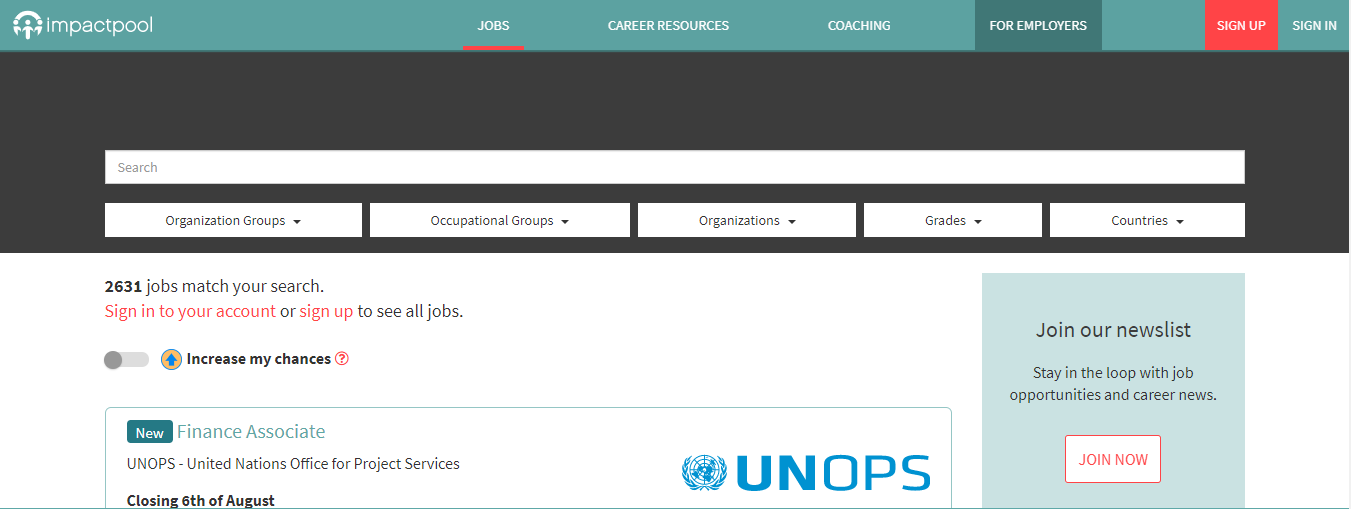 impactpool
JOBS
CAREER RESOURCES
COACHING
FOR EMPLOYERS
SIGN UP
SIGN IN
Search
Organization Groups
Occupational Groups
Organizations
Grades
Countries
2631 jobs match your search.
Sign in to your account or sign up to see all jobs.
Increase my chances ?
New Finance Associate
UNOPS - United Nations Office for Project Services
Closing 6th of August
UNOPS
Join our newslist
Stay in the loop with job
opportunities and career news.
JOIN NOW